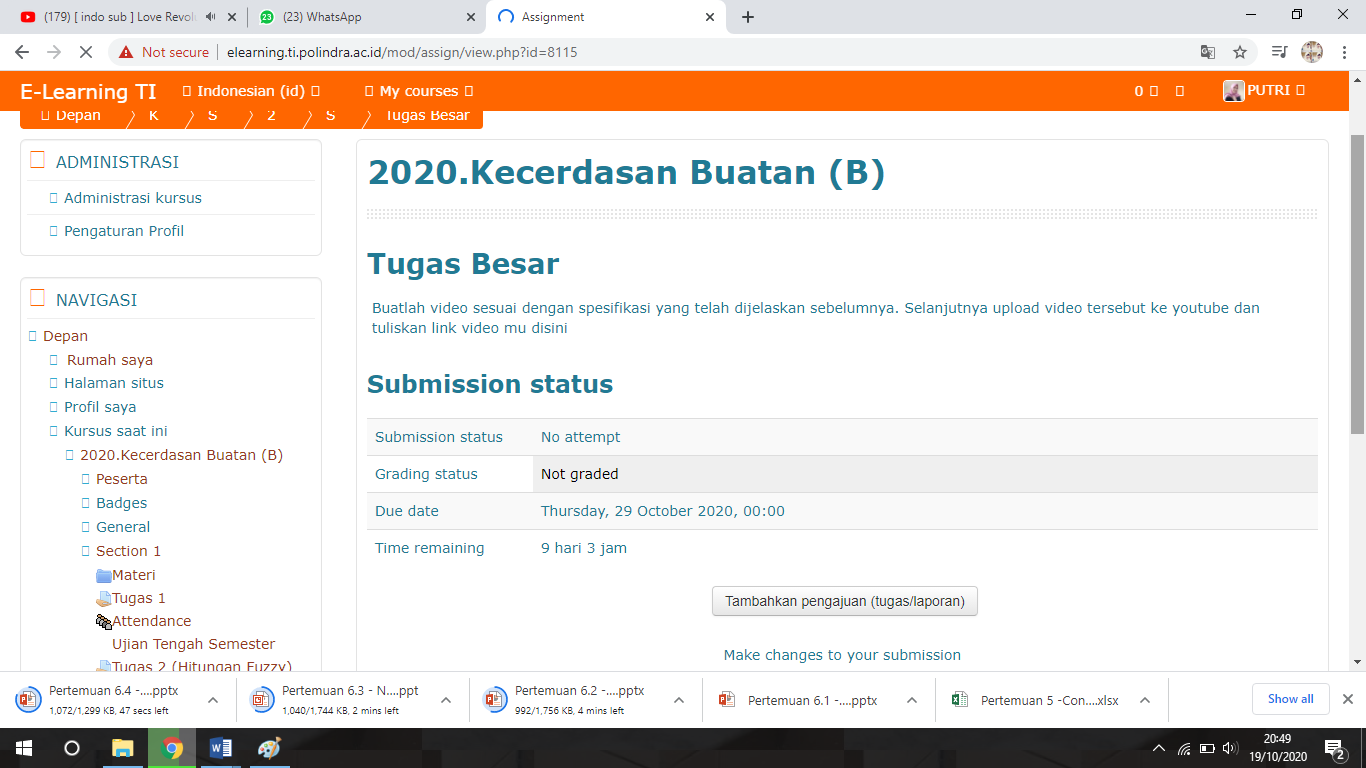 (179) [ indo sub ] Love Revolu
(23) WhatsApp
Assignment
Not secure
elearning.ti.polindra.ac.id/mod/assign/view.php?id=8115
E-Learning TI
Indonesian (id)
My courses
0
PUTRI
Depan
K
S
2
S
Tugas Besar
ADMINISTRASI
Administrasi kursus
Pengaturan Profil
NAVIGASI
Depan
Rumah saya
Halaman situs
Profil saya
Kursus saat ini
2020.Kecerdasan Buatan (B)
Peserta
Badges
General
Section 1
Materi
Tugas 1
Attendance
Ujian Tengah Semester
Tugas 2 (Hitungan Fuzzy)
2020.Kecerdasan Buatan (B)
Tugas Besar
Buatlah video sesuai dengan spesifikasi yang telah dijelaskan sebelumnya. Selanjutnya upload video tersebut ke youtube dan
tuliskan link video mu disini
Submission status
Submission status No attempt
Grading status Not graded
Due date Thursday, 29 October 2020, 00:00
Time remaining 9 hari 3 jam
Tambahkan pengajuan (tugas/laporan)
Make changes to your submission
Pertemuan 6.4 -....pptx
1,072/1,299 KB, 47 secs left
Pertemuan 6.3 - N....ppt
1,040/1,744 KB, 2 mins left
Pertemuan 6.2 -....pptx
992/1,756 KB, 4 mins left
Pertemuan 6.1 -....pptx
Pertemuan 5 -Con....xlsx
Show all
20:49
19/10/2020
2